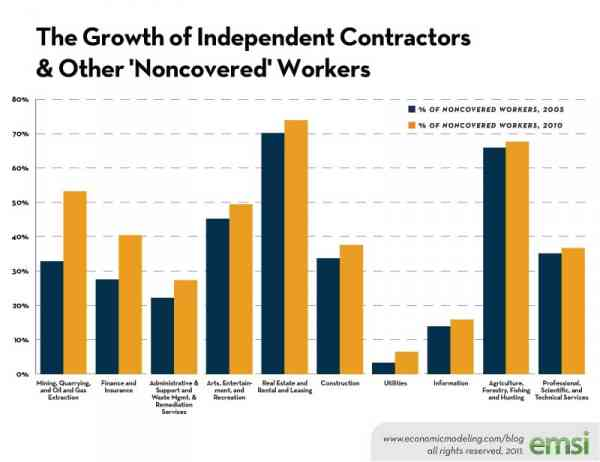 The Growth of Independent Contractors
& Other 'Noncovered' Workers
80%
% OF NONCOVERED WORKERS, 2005
% OF NONCOVERED WORKERS, 2010
70%
60%
50%
40%
30%
20%
10%
0%
Mining, Quarrying,
and Oil and Gas
Extraction
Finance and
Insurance
Administrative &
Support and
Waste Mgmt. &
Remediation
Services
Arts, Entertain-
ment, and
Recreation
Real Estate and
Rental and Leasing
Construction
Utilities
Information
Agriculture,
Forestry, Fishing
and Hunting
Professional,
Scientific, and
Technical Services
www.economicmodeling.com/blog
all rights reserved, 2011.
emsi